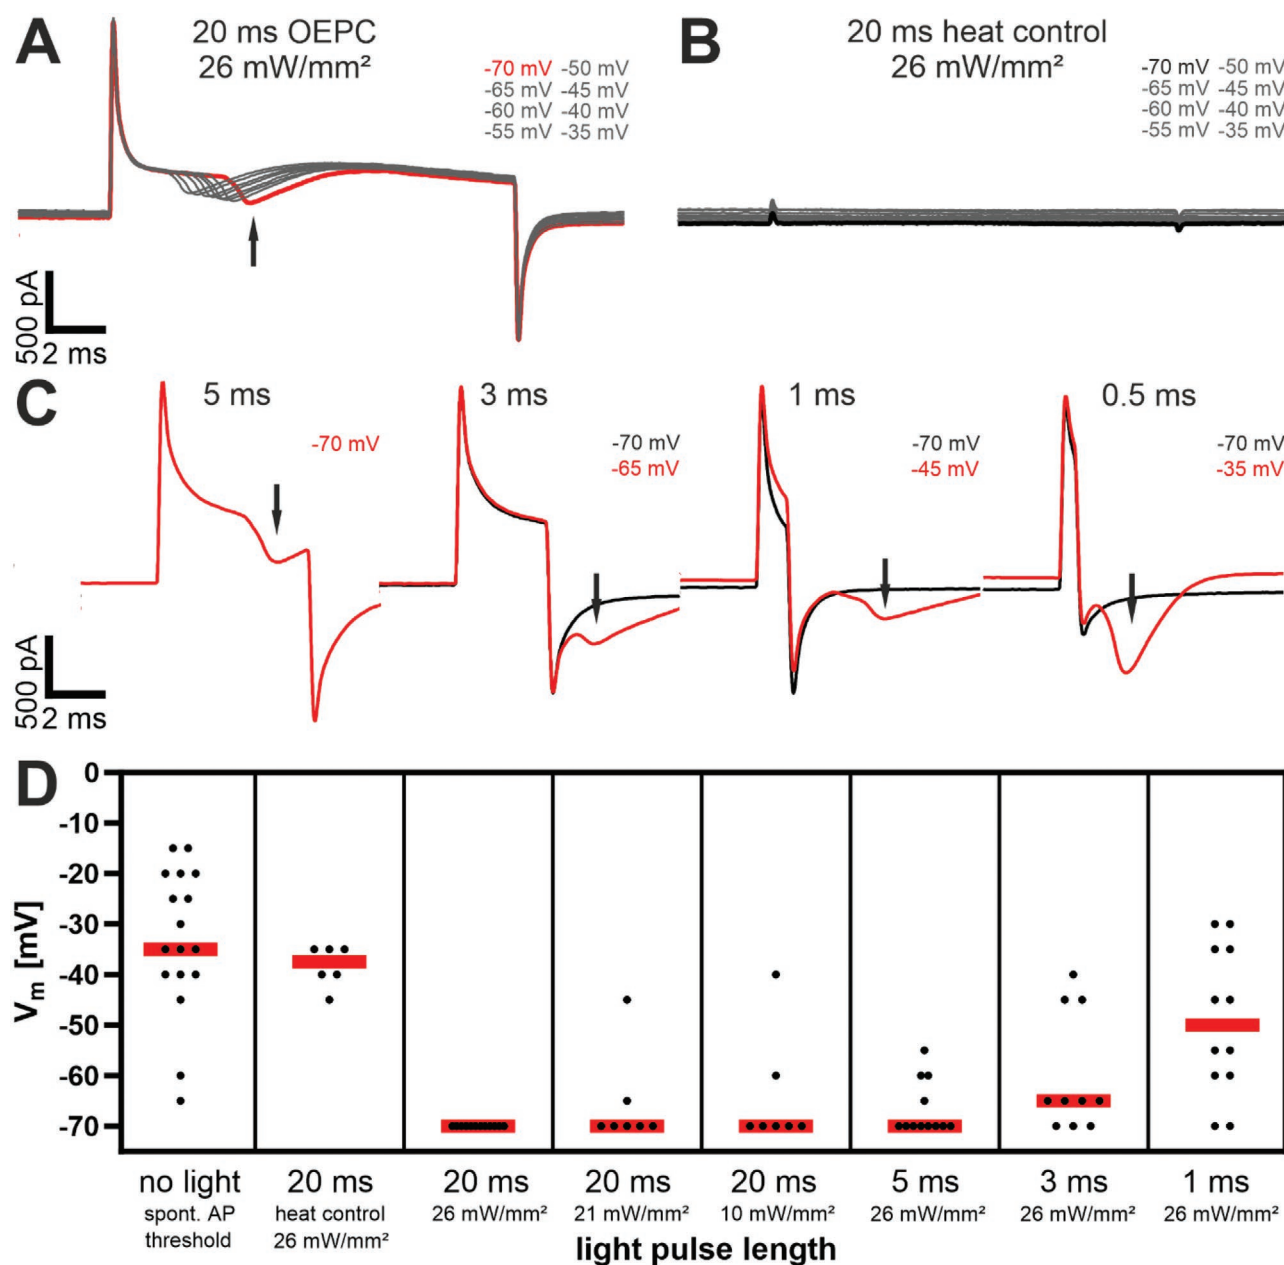 A
20 ms OEPC
26 mW/mm²
-70 mV -50 mV
-65 mV -45 mV
-60 mV -40 mV
-55 mV -35 mV
500 pA
2 ms
B
20 ms heat control
26 mW/mm²
-70 mV -50 mV
-65 mV -45 mV
-60 mV -40 mV
-55 mV -35 mV
C
5 ms
-70 mV
3 ms
-70 mV
-65 mV
1 ms
-70 mV
-45 mV
0.5 ms
-70 mV
-35 mV
500 pA
2 ms
D
Vm [mV]
0
-10
-20
-30
-40
-50
-60
-70
no light
spont. AP
threshold
20 ms
heat control
26 mW/mm²
20 ms
26 mW/mm²
20 ms
21 mW/mm²
20 ms
10 mW/mm²
5 ms
26 mW/mm²
3 ms
26 mW/mm²
1 ms
26 mW/mm²
light pulse length